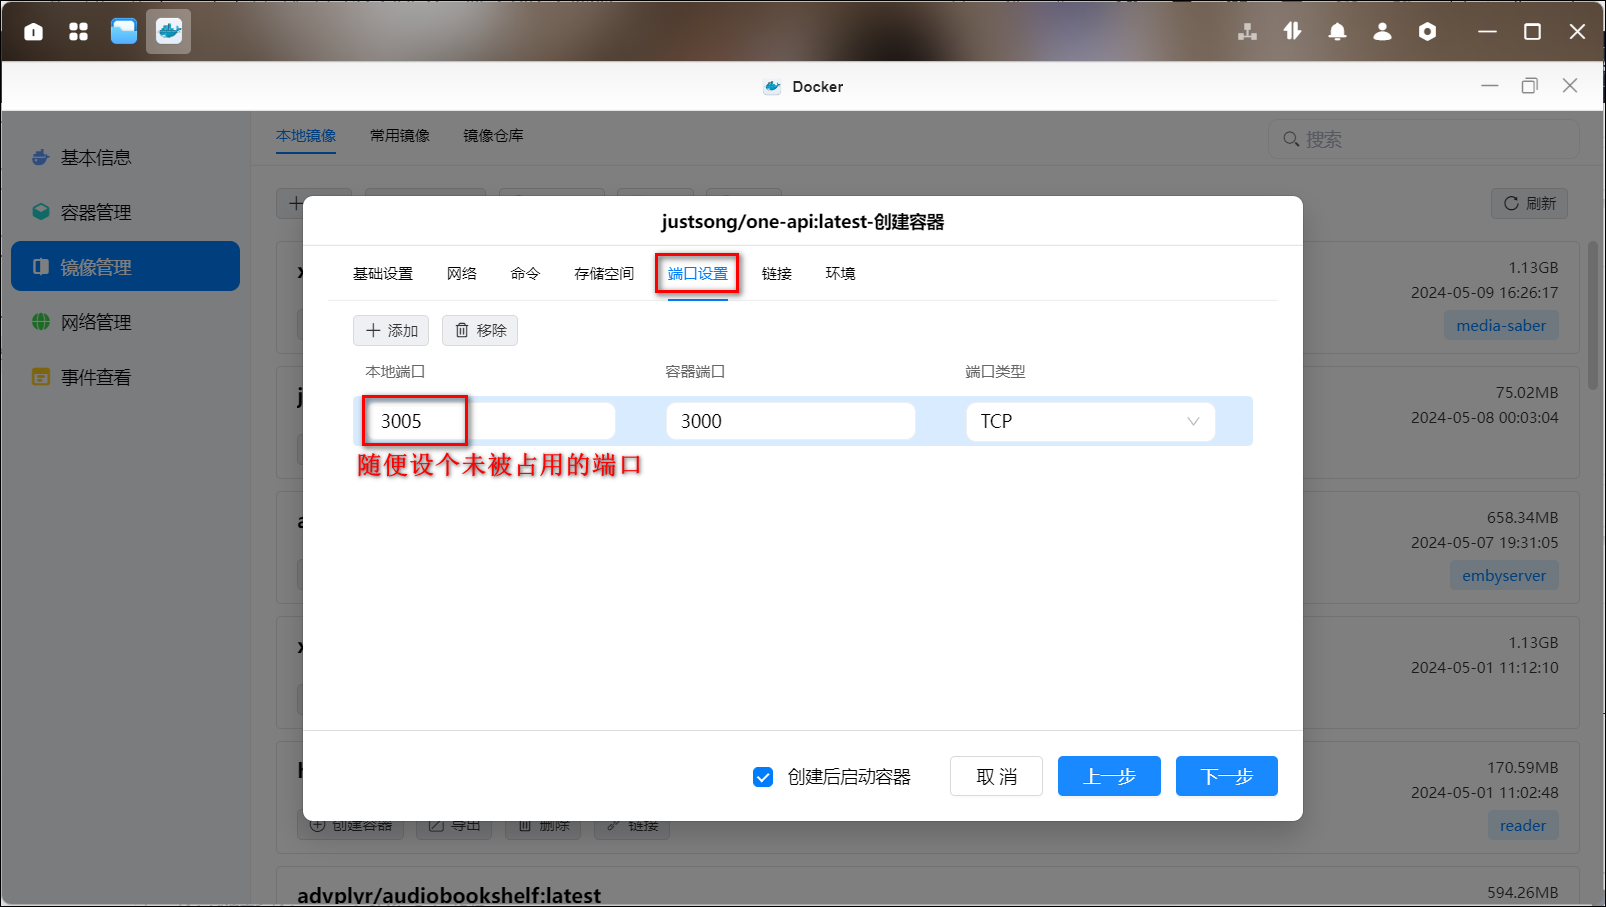 Docker
本地镜像 常用镜像 镜像仓库
搜索
基本信息
容器管理
镜像管理
网络管理
事件查看
刷新
justsong/one-api:latest-创建容器
基础设置 网络 命令 存储空间 端口设置 链接 环境
添加 移除
本地端口 容器端口 端口类型
3005 3000 TCP
随便设个未被占用的端口
创建后启动容器 取 消 上一步 下一步
1.13GB
2024-05-09 16:26:17
media-saber
75.02MB
2024-05-08 00:03:04
658.34MB
2024-05-07 19:31:05
embyserver
1.13GB
2024-05-01 11:12:10
170.59MB
2024-05-01 11:02:48
reader
创建容器 导出 删除 链接
advplyr/audiobookshelf:latest
594.26MB